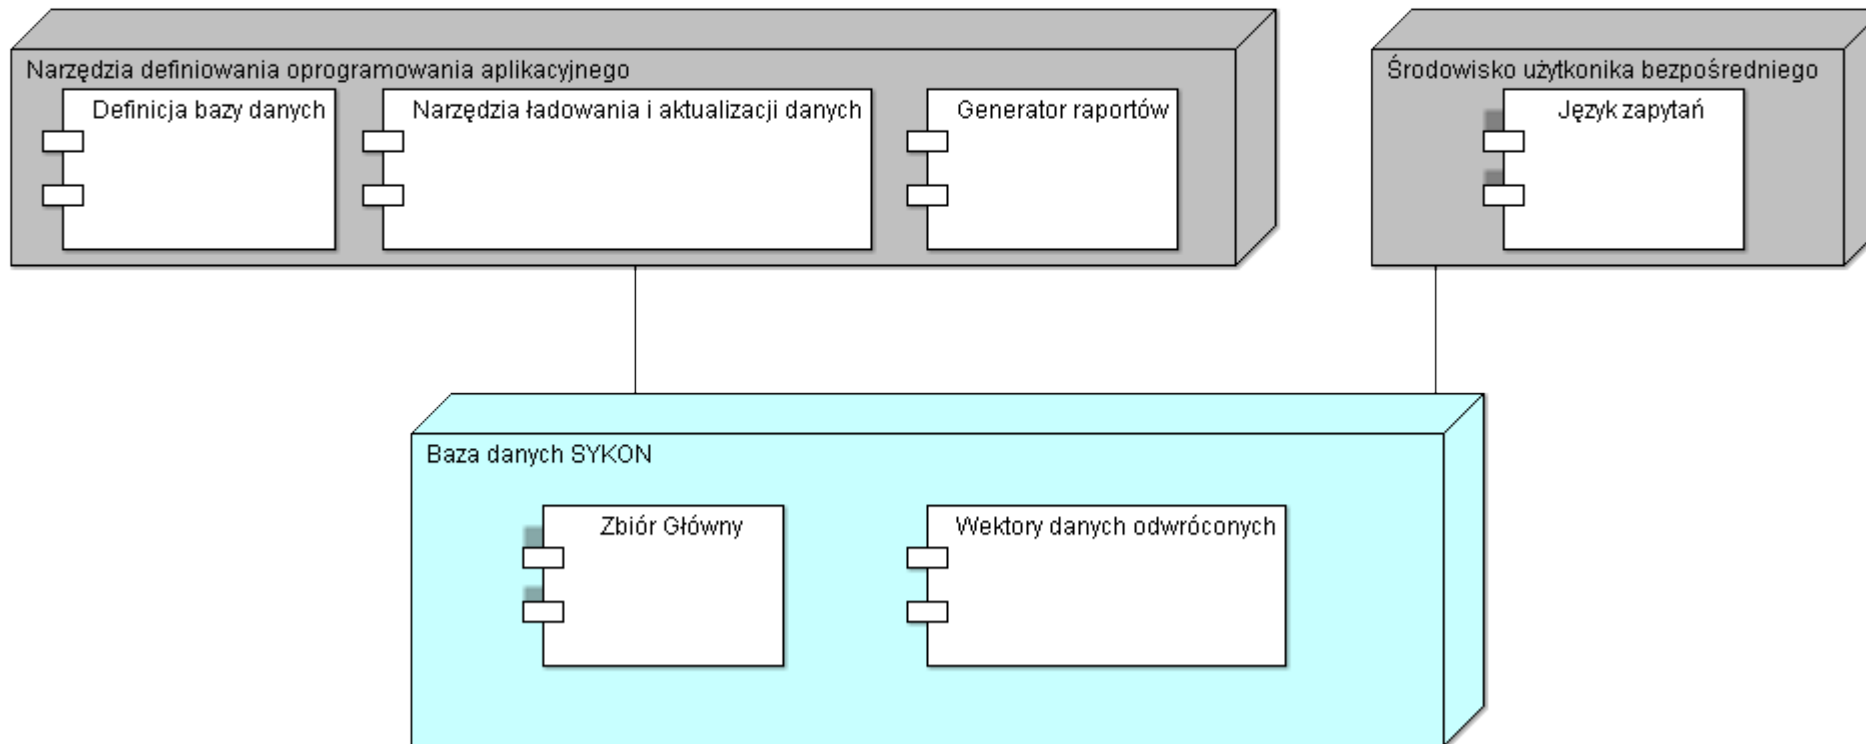 Narzędzia definiowania oprogramowania aplikacyjnego
Definicja bazy danych
Narzędzia ładowania i aktualizacji danych
Generator raportów
Środowisko użytkonika bezpośredniego
Język zapytań
Baza danych SYKON
Zbiór Główny
Wektory danych odwróconych